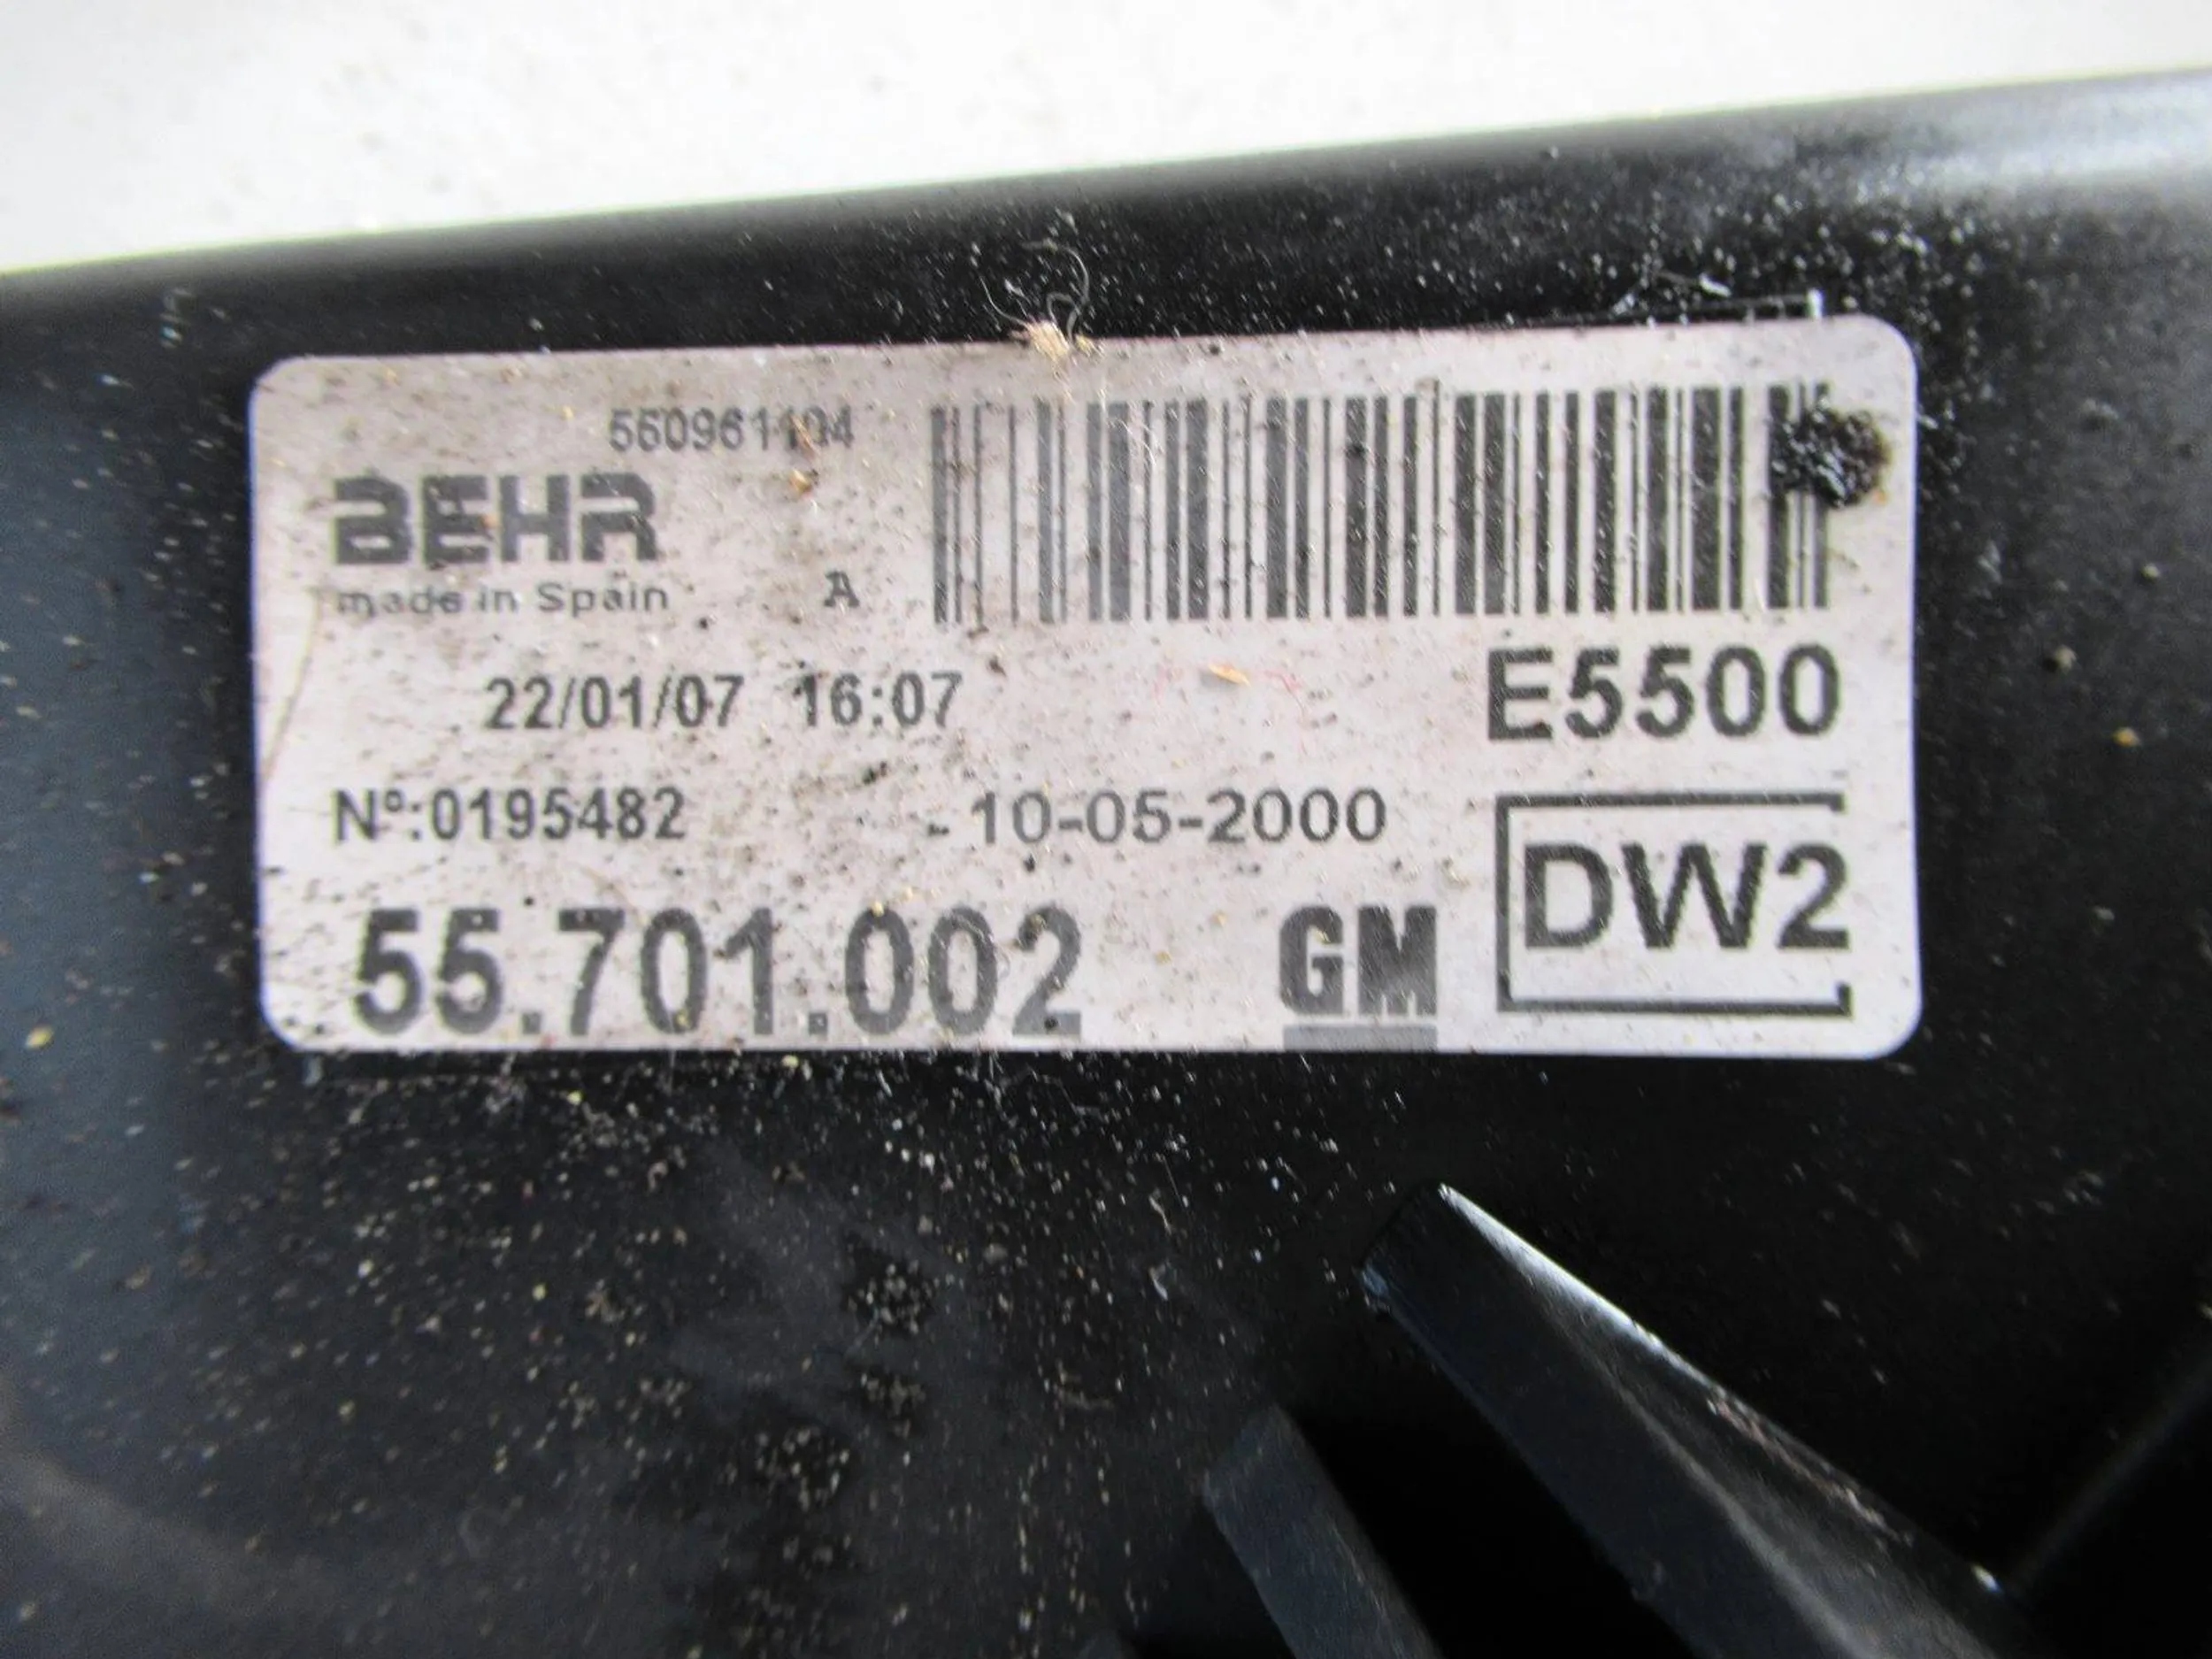 560961104
BEHR
made in Spain A
22/01/07 16:07 E5500
Nº:0195482 - 10-05-2000
DW2
55.701.002 GM